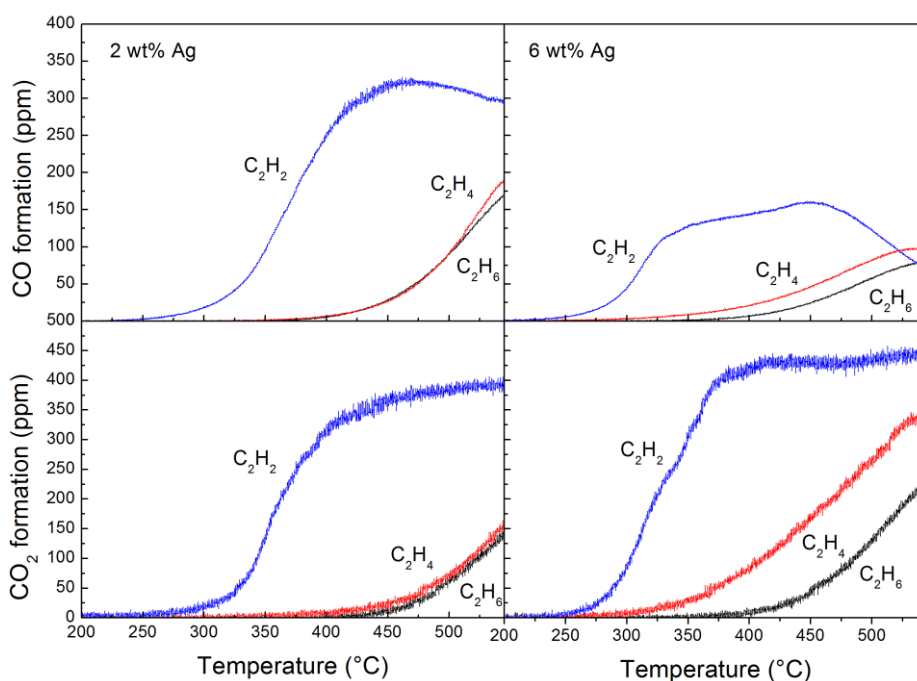 2 wt% Ag
6 wt% Ag
CO formation (ppm)
400
350
300
250
200
150
100
50
500
C₂H₂
C₂H₄
C₂H₆
C₂H₂
C₂H₄
C₂H₆
CO₂ formation (ppm)
450
400
350
300
250
200
150
100
50
0
C₂H₂
C₂H₄
C₂H₆
C₂H₂
C₂H₄
C₂H₆
200 250 300 350 400 450 500 200 250 300 350 400 450 500
Temperature (°C)
Temperature (°C)